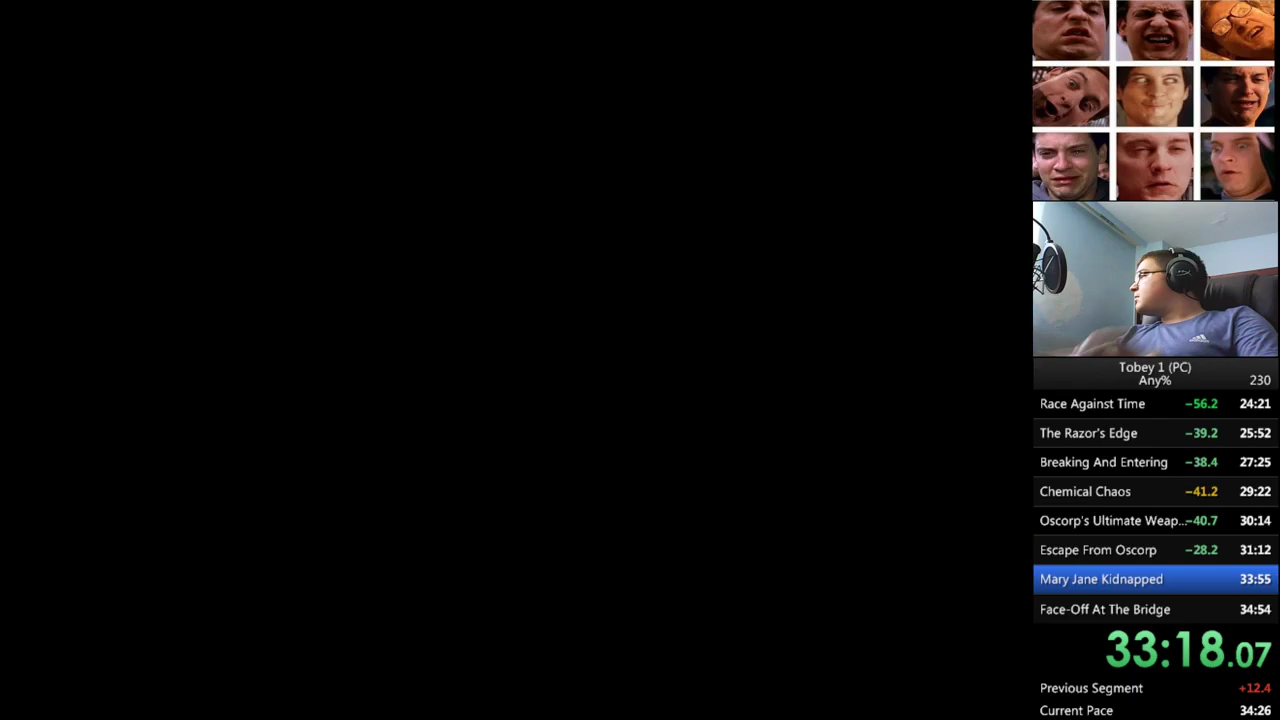 Tobey 1 (PC)
Any% 230
Race Against Time −56.2 24:21
The Razor's Edge −39.2 25:52
Breaking And Entering −38.4 27:25
Chemical Chaos −41.2 29:22
Oscorp's Ultimate Weap... −40.7 30:14
Escape From Oscorp −28.2 31:12
Mary Jane Kidnapped 33:55
Face-Off At The Bridge 34:54
33:18.07
Previous Segment +12.4
Current Pace 34:26